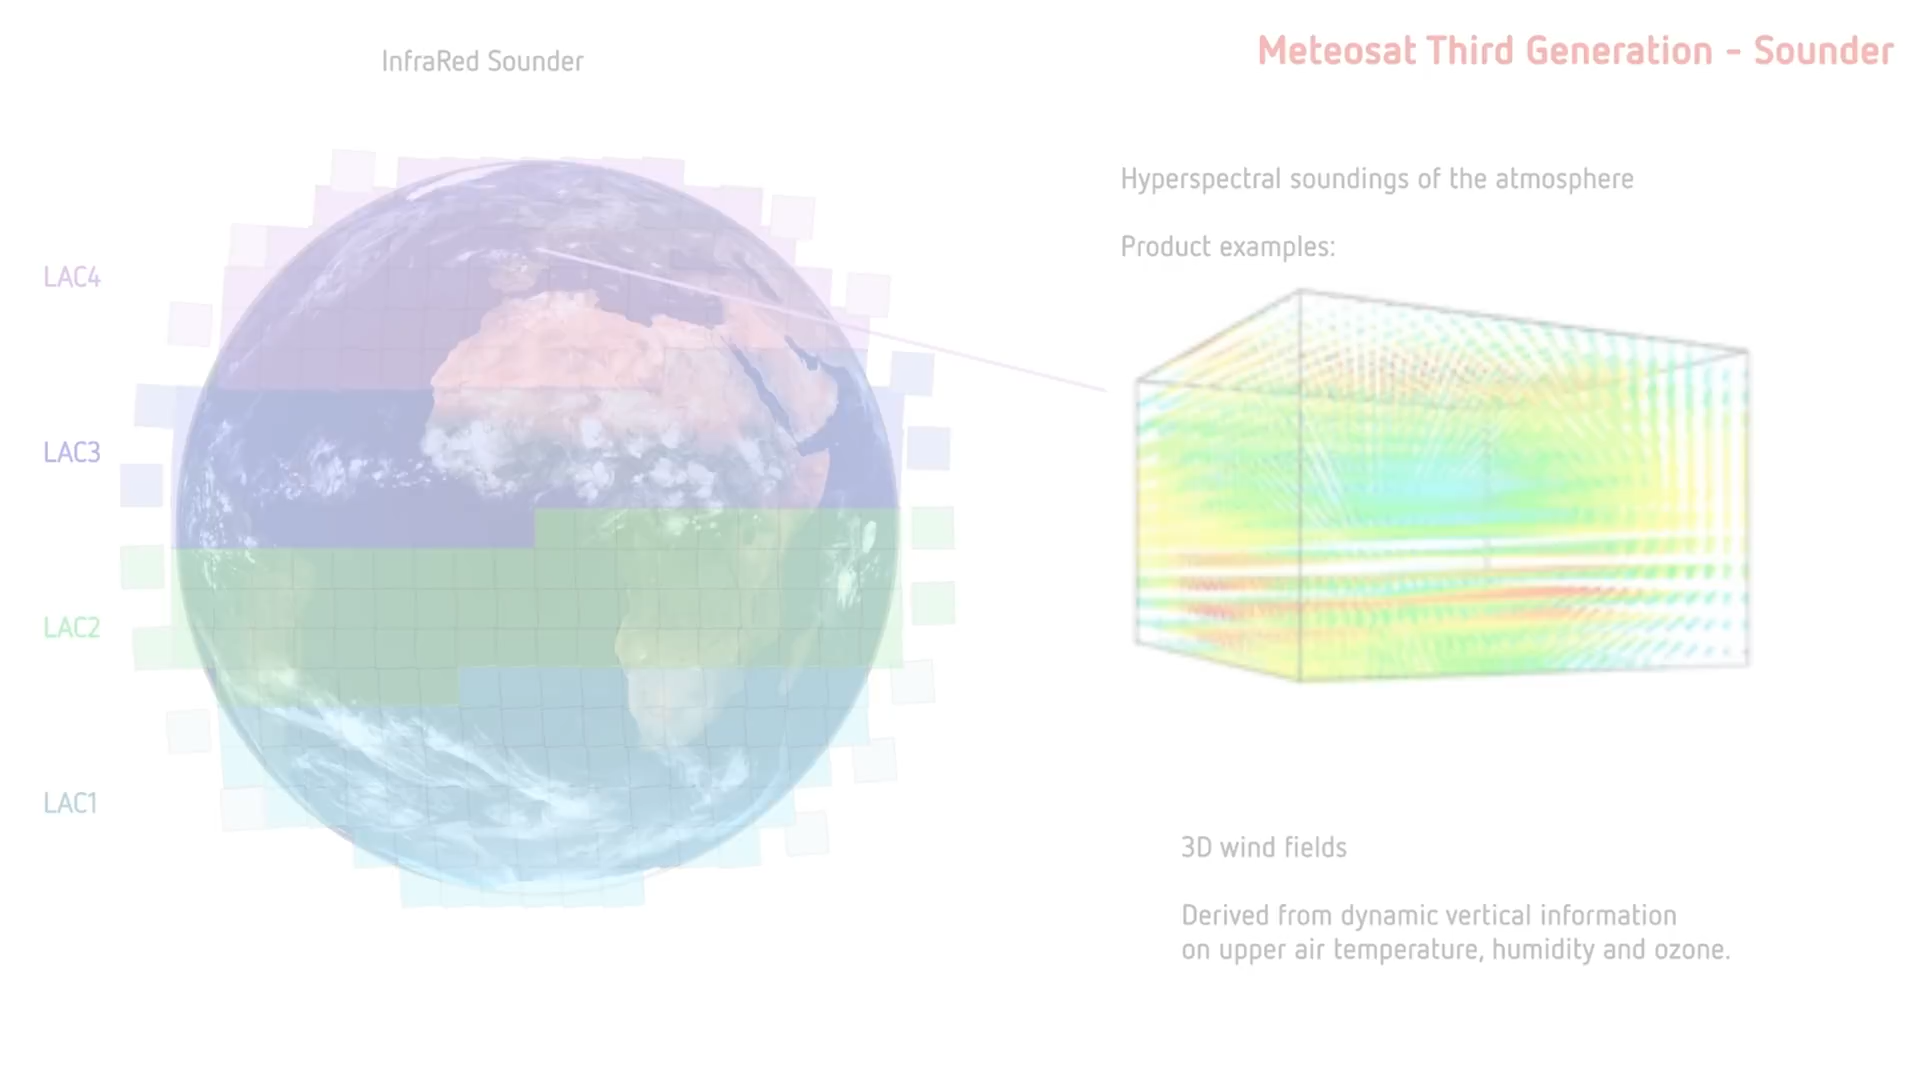 InfraRed Sounder
Meteosat Third Generation - Sounder
Hyperspectral soundings of the atmosphere
Product examples:
LAC4
LAC3
LAC2
LAC1
3D wind fields
Derived from dynamic vertical information
on upper air temperature, humidity and ozone.